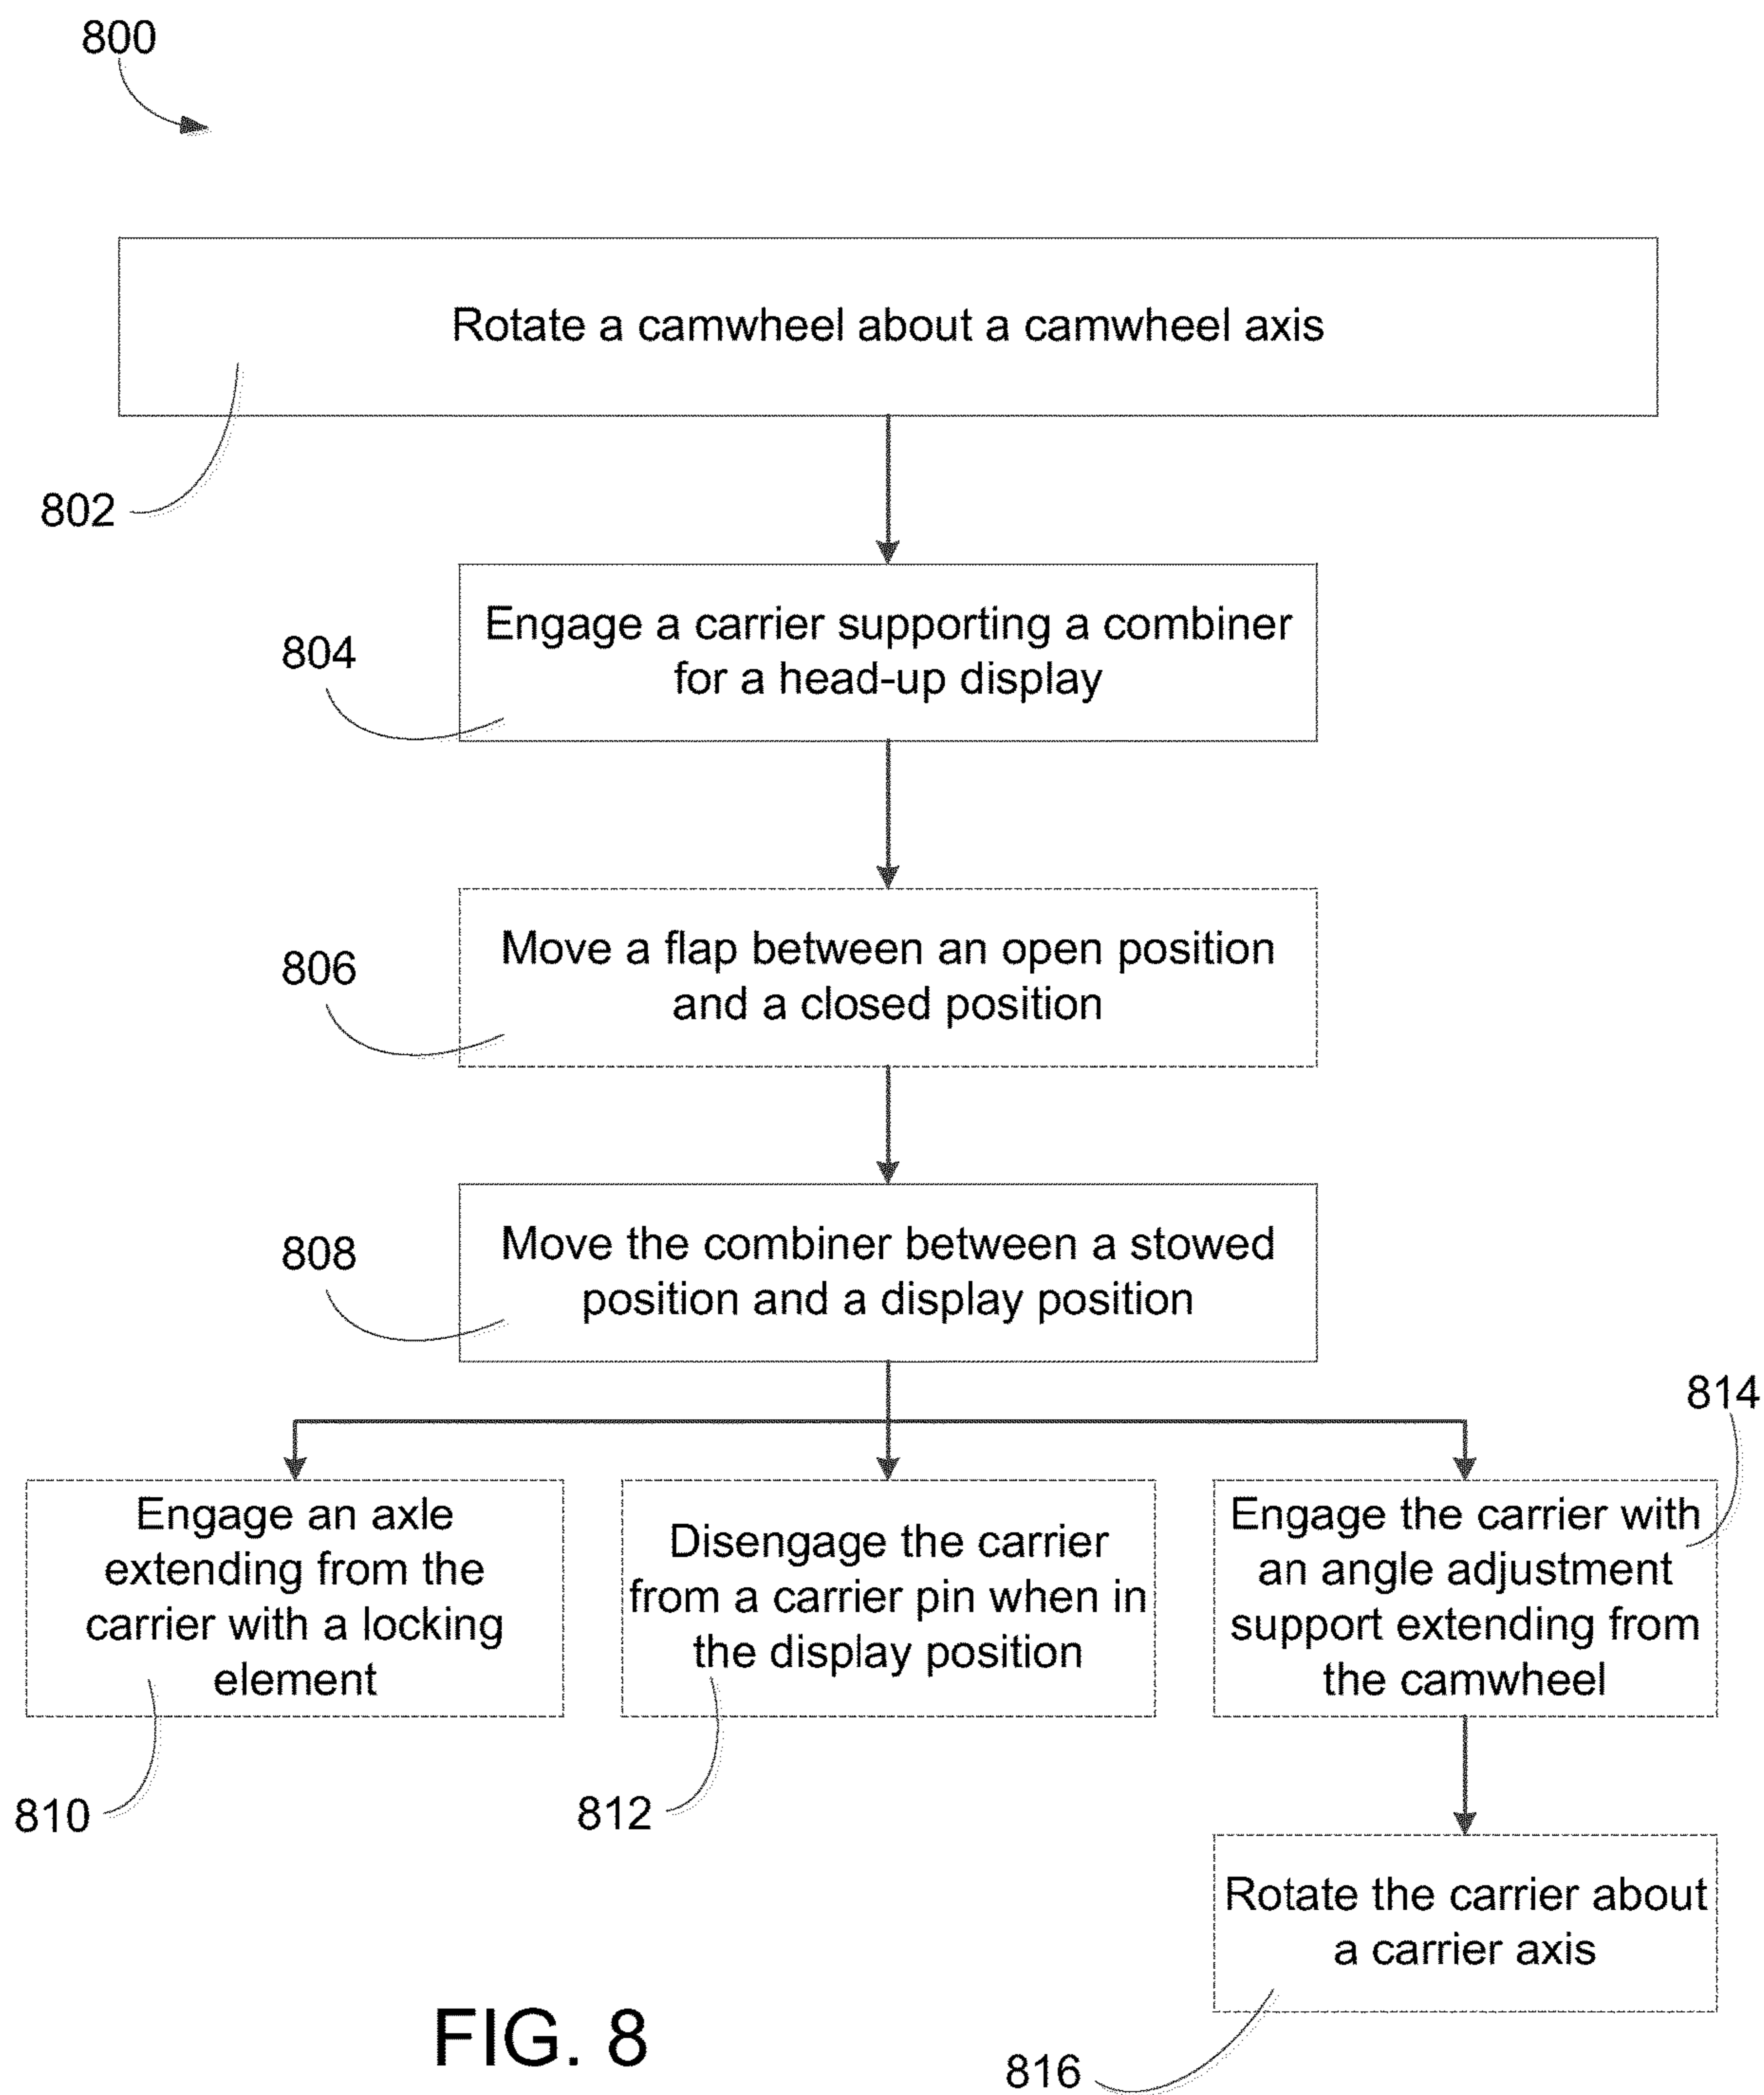 800
Rotate a camwheel about a camwheel axis
802
Engage a carrier supporting a combiner
for a head-up display
804
Move a flap between an open position
and a closed position
806
Move the combiner between a stowed
position and a display position
808
814
Engage an axle
extending from the
carrier with a locking
element
810
Disengage the carrier
from a carrier pin when in
the display position
812
Engage the carrier with
an angle adjustment
support extending from
the camwheel
Rotate the carrier about
a carrier axis
816
FIG. 8